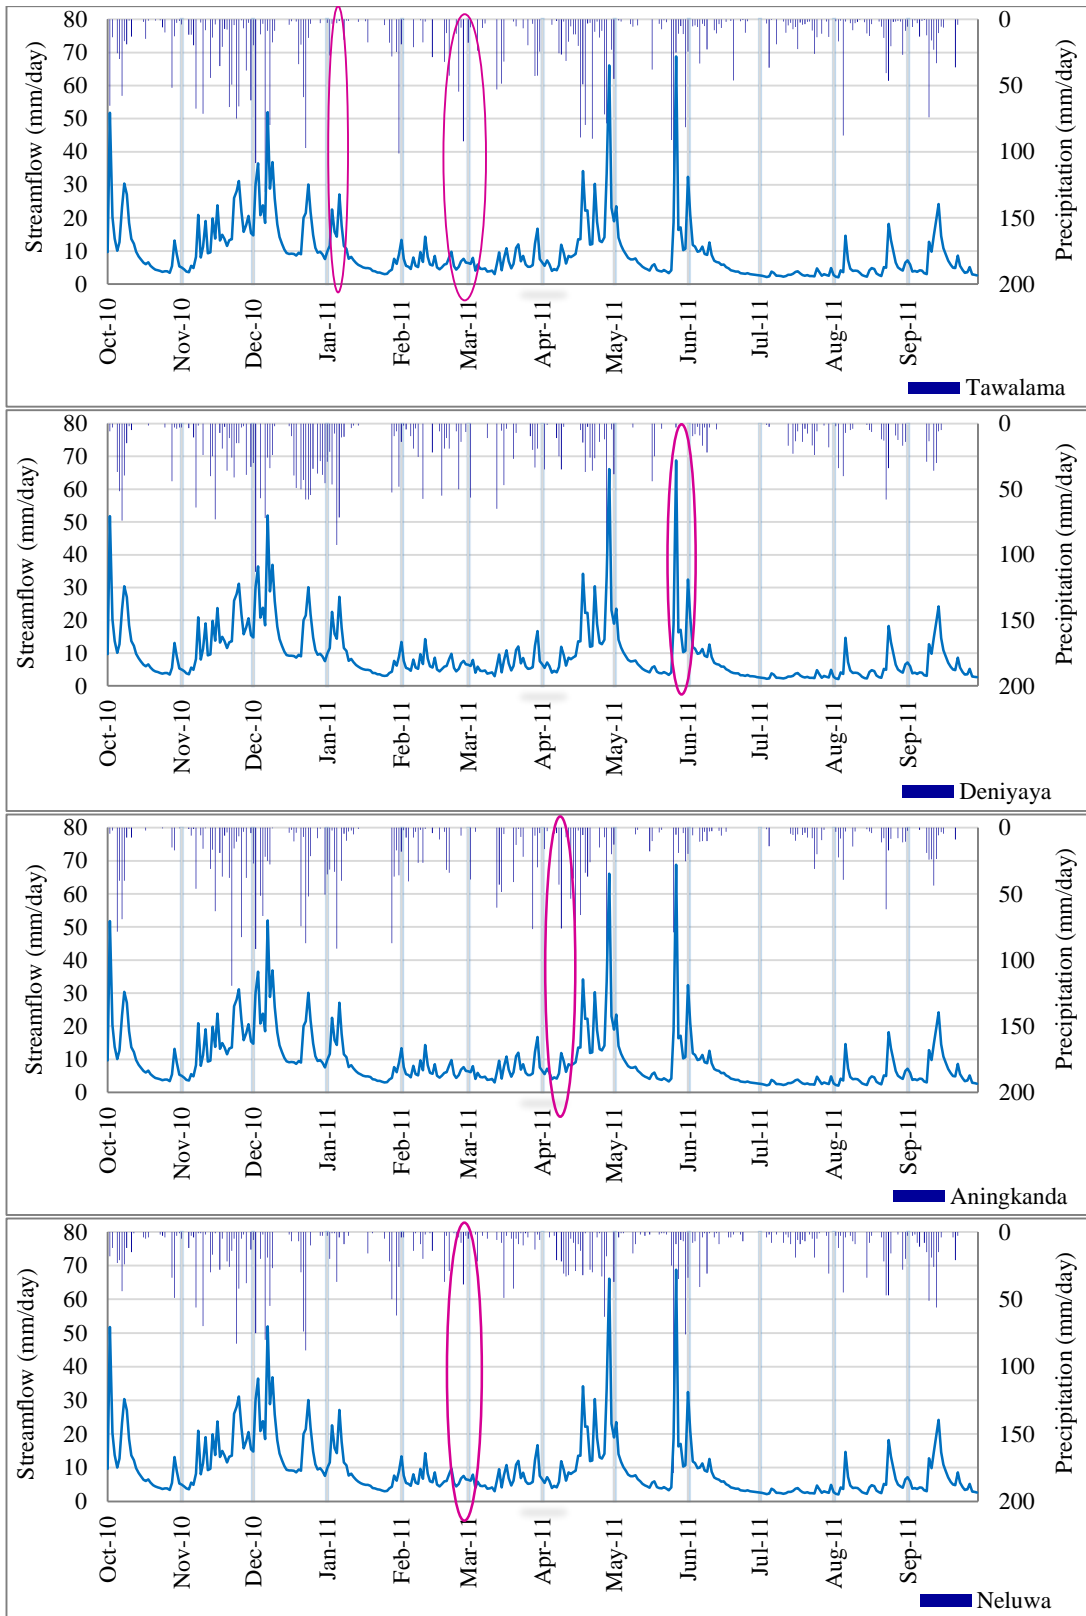 80
70
60
50
40
30
20
10
0
Streamflow (mm/day)
0
50
100
150
200
Precipitation (mm/day)
Oct-10
Nov-10
Dec-10
Jan-11
Feb-11
Mar-11
Apr-11
May-11
Jun-11
Jul-11
Aug-11
Sep-11
Tawalama
80
70
60
50
40
30
20
10
0
Streamflow (mm/day)
0
50
100
150
200
Precipitation (mm/day)
Oct-10
Nov-10
Dec-10
Jan-11
Feb-11
Mar-11
Apr-11
May-11
Jun-11
Jul-11
Aug-11
Sep-11
Deniyaya
80
70
60
50
40
30
20
10
0
Streamflow (mm/day)
0
50
100
150
200
Precipitation (mm/day)
Oct-10
Nov-10
Dec-10
Jan-11
Feb-11
Mar-11
Apr-11
May-11
Jun-11
Jul-11
Aug-11
Sep-11
Aningkanda
80
70
60
50
40
30
20
10
0
Streamflow (mm/day)
0
50
100
150
200
Precipitation (mm/day)
Oct-10
Nov-10
Dec-10
Jan-11
Feb-11
Mar-11
Apr-11
May-11
Jun-11
Jul-11
Aug-11
Sep-11
Neluwa